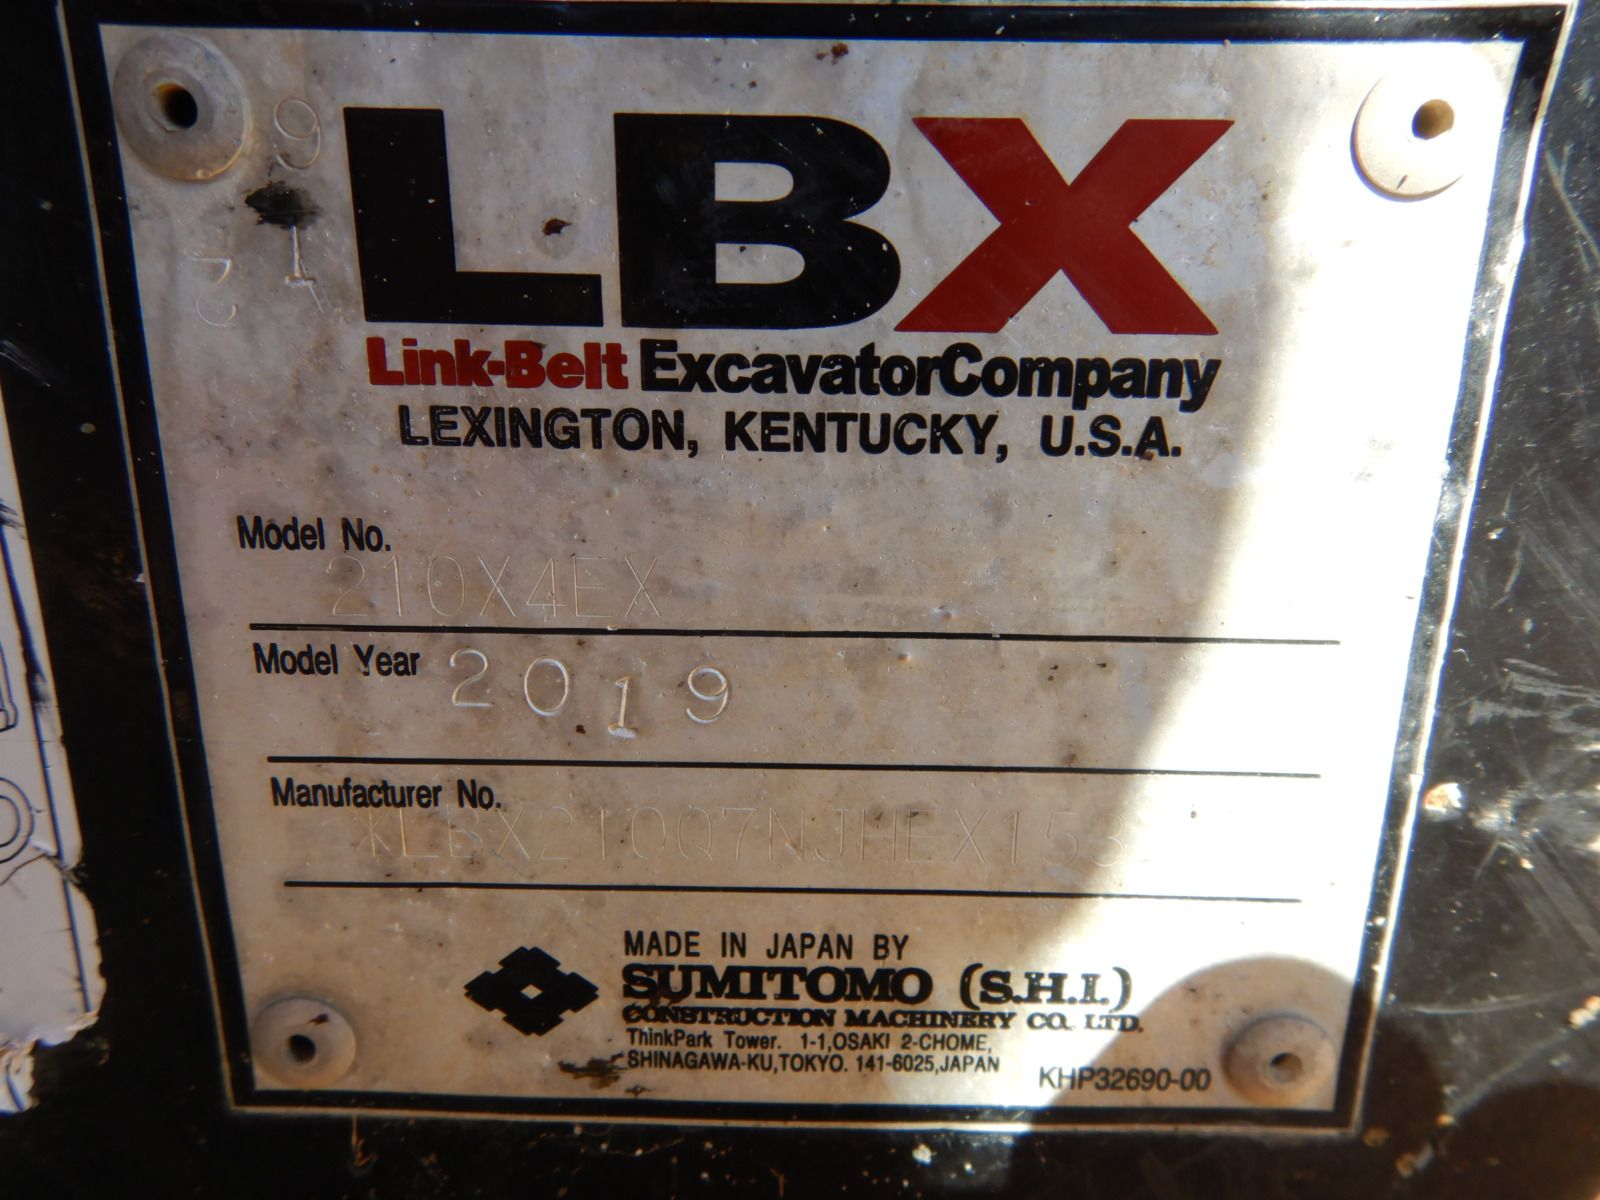 LBX
Link-Belt ExcavatorCompany
LEXINGTON, KENTUCKY, U.S.A.
Model No.
210X4EX
Model Year 2019
Manufacturer No.
MADE IN JAPAN BY
SUMITOMO (S.H.I.)
CONSTRUCTION MACHINERY CO. LTD.
ThinkPark Tower. 1-1,OSAKI 2-CHOME,
SHINAGAWA-KU,TOKYO. 141-6025,JAPAN
KHP32690-00